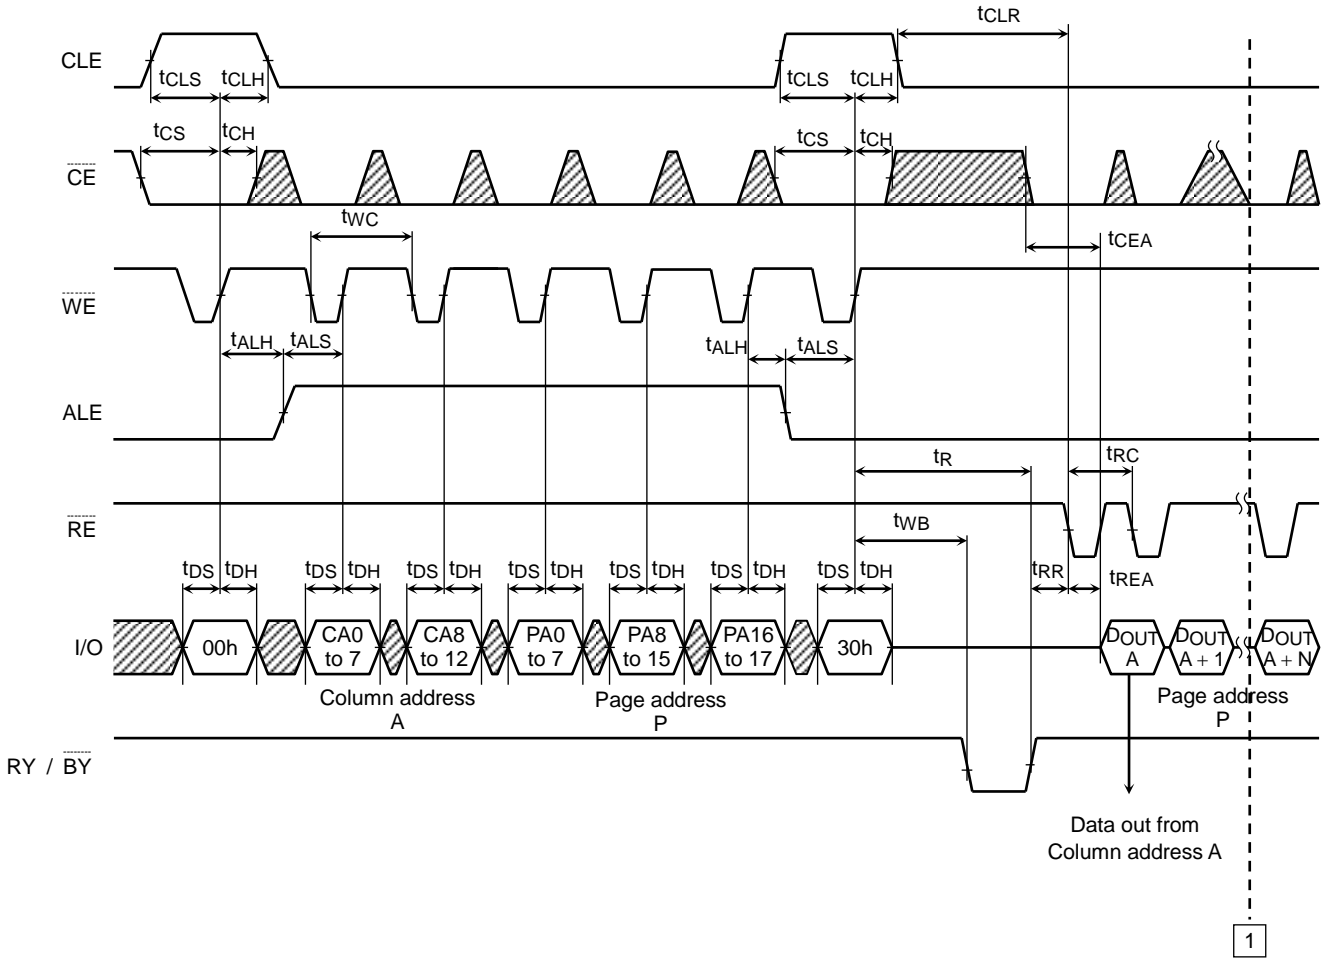 tCLR
CLE
tCLS tCLH tCLS tCLH
tCS tCH tCS tCH
CE
tWC
tCEA
WE
tALH tALS tALH tALS
ALE
tR tRC
RE
tWB
tDS tDH tDS tDH tDS tDH tDS tDH tDS tDH tDS tDH tDS tDH tRR tREA
I/O
00h
CA0 to 7
CA8 to 12
PA0 to 7
PA8 to 15
PA16 to 17
30h
DOUT A
DOUT A + 1
DOUT A + N
Column address
A
Page address
P
Page address
P
RY / BY
Data out from
Column address A
1